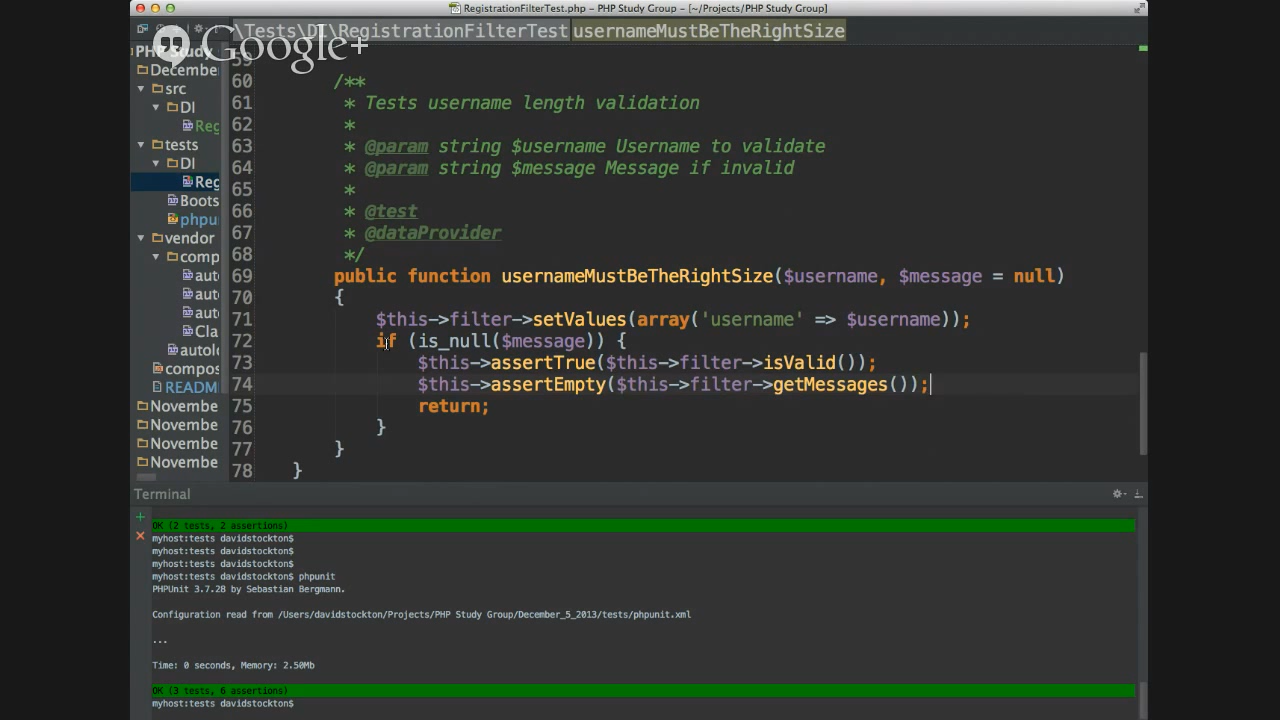 RegistrationFilterTest.php - PHP Study Group - [~/Projects/PHP Study Group]
\Tests\DI\RegistrationFilterTest usernameMustBeTheRightSize
Google+
PHP Study
December
src
DI
Reg
tests
DI
Reg
Boots
phpu
vendor
comp
auto
auto
auto
Cla
autol
compos
README
Novembe
Novembe
Novembe
Novembe
59
60 /**
61 * Tests username length validation
62 *
63 * @param string $username Username to validate
64 * @param string $message Message if invalid
65 *
66 * @test
67 * @dataProvider
68 */
69 public function usernameMustBeTheRightSize($username, $message = null)
70 {
71 $this->filter->setValues(array('username' => $username));
72 if (is_null($message)) {
73 $this->assertTrue($this->filter->isValid());
74 $this->assertEmpty($this->filter->getMessages());
75 return;
76 }
77 }
78 }
Terminal
OK (2 tests, 2 assertions)
myhost:tests davidstockton$
myhost:tests davidstockton$
myhost:tests davidstockton$
myhost:tests davidstockton$ phpunit
PHPUnit 3.7.28 by Sebastian Bergmann.
Configuration read from /Users/davidstockton/Projects/PHP Study Group/December_5_2013/tests/phpunit.xml
...
Time: 0 seconds, Memory: 2.50Mb
OK (3 tests, 6 assertions)
myhost:tests davidstockton$